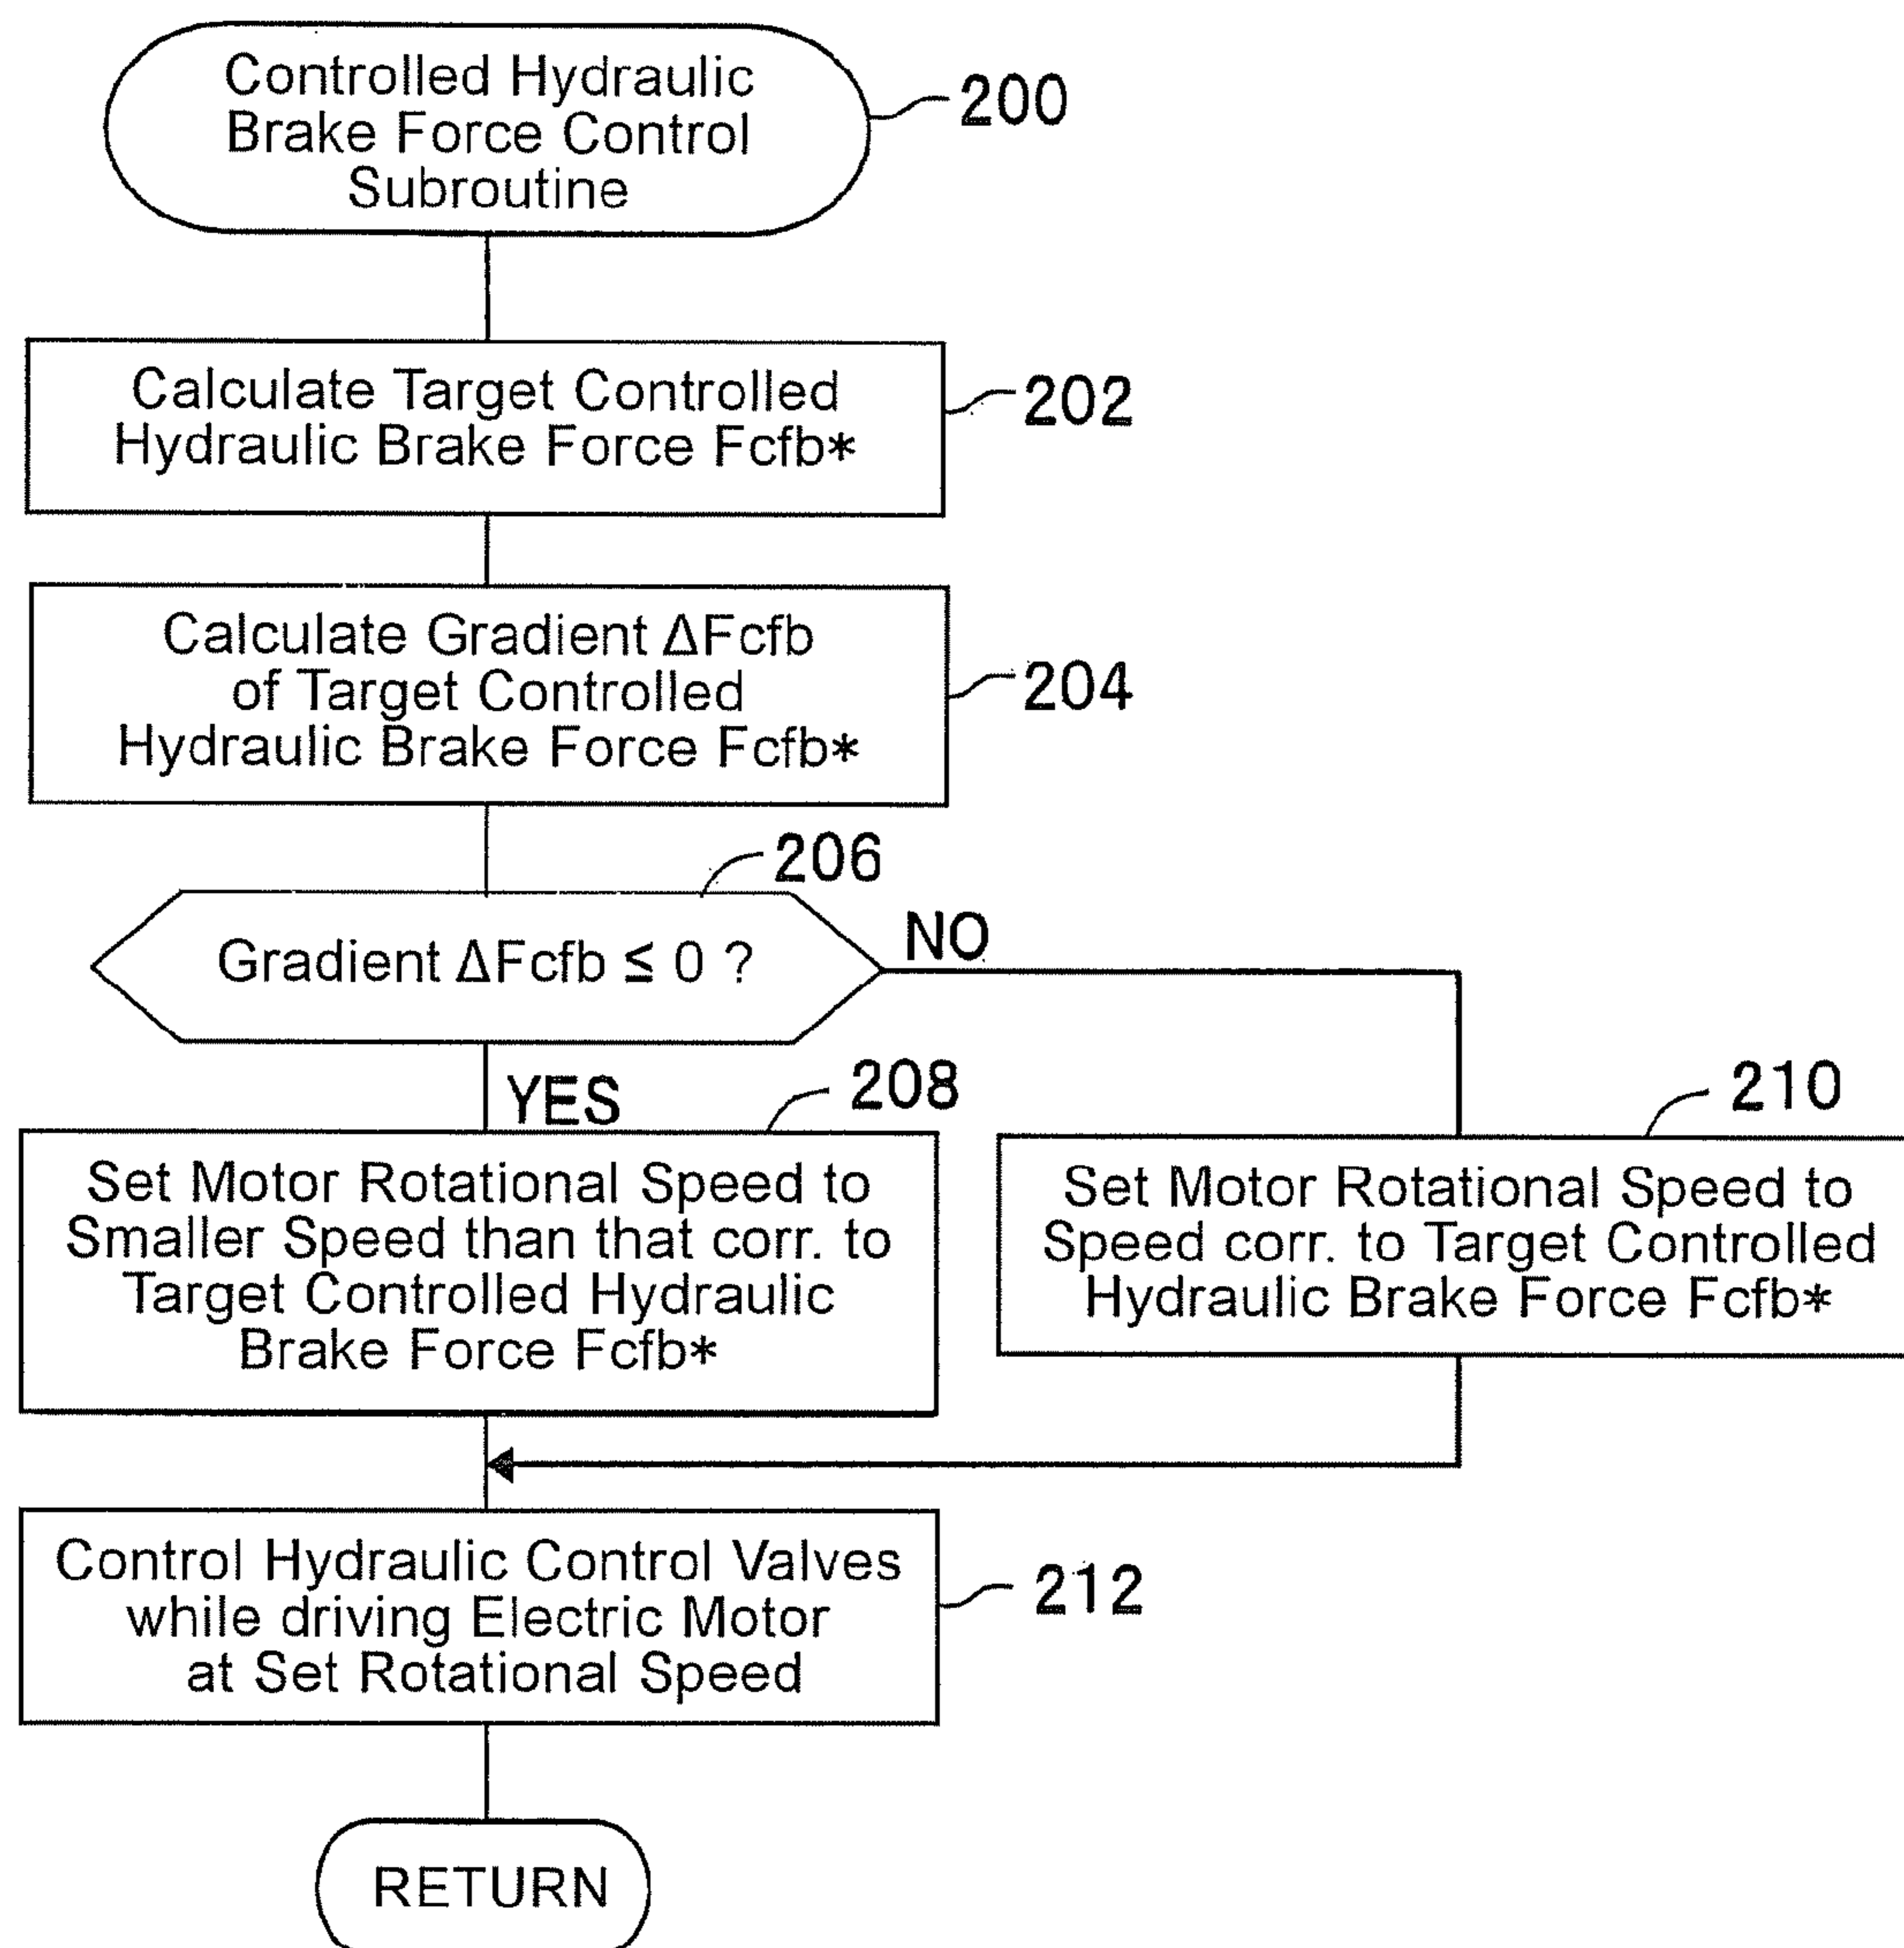 Controlled Hydraulic
Brake Force Control
Subroutine
200
Calculate Target Controlled
Hydraulic Brake Force Fcfb*
202
Calculate Gradient ΔFcfb
of Target Controlled
Hydraulic Brake Force Fcfb*
204
206
Gradient ΔFcfb ≦ 0 ?
NO
YES
208
Set Motor Rotational Speed to
Smaller Speed than that corr. to
Target Controlled Hydraulic
Brake Force Fcfb*
210
Set Motor Rotational Speed to
Speed corr. to Target Controlled
Hydraulic Brake Force Fcfb*
Control Hydraulic Control Valves
while driving Electric Motor
at Set Rotational Speed
212
RETURN